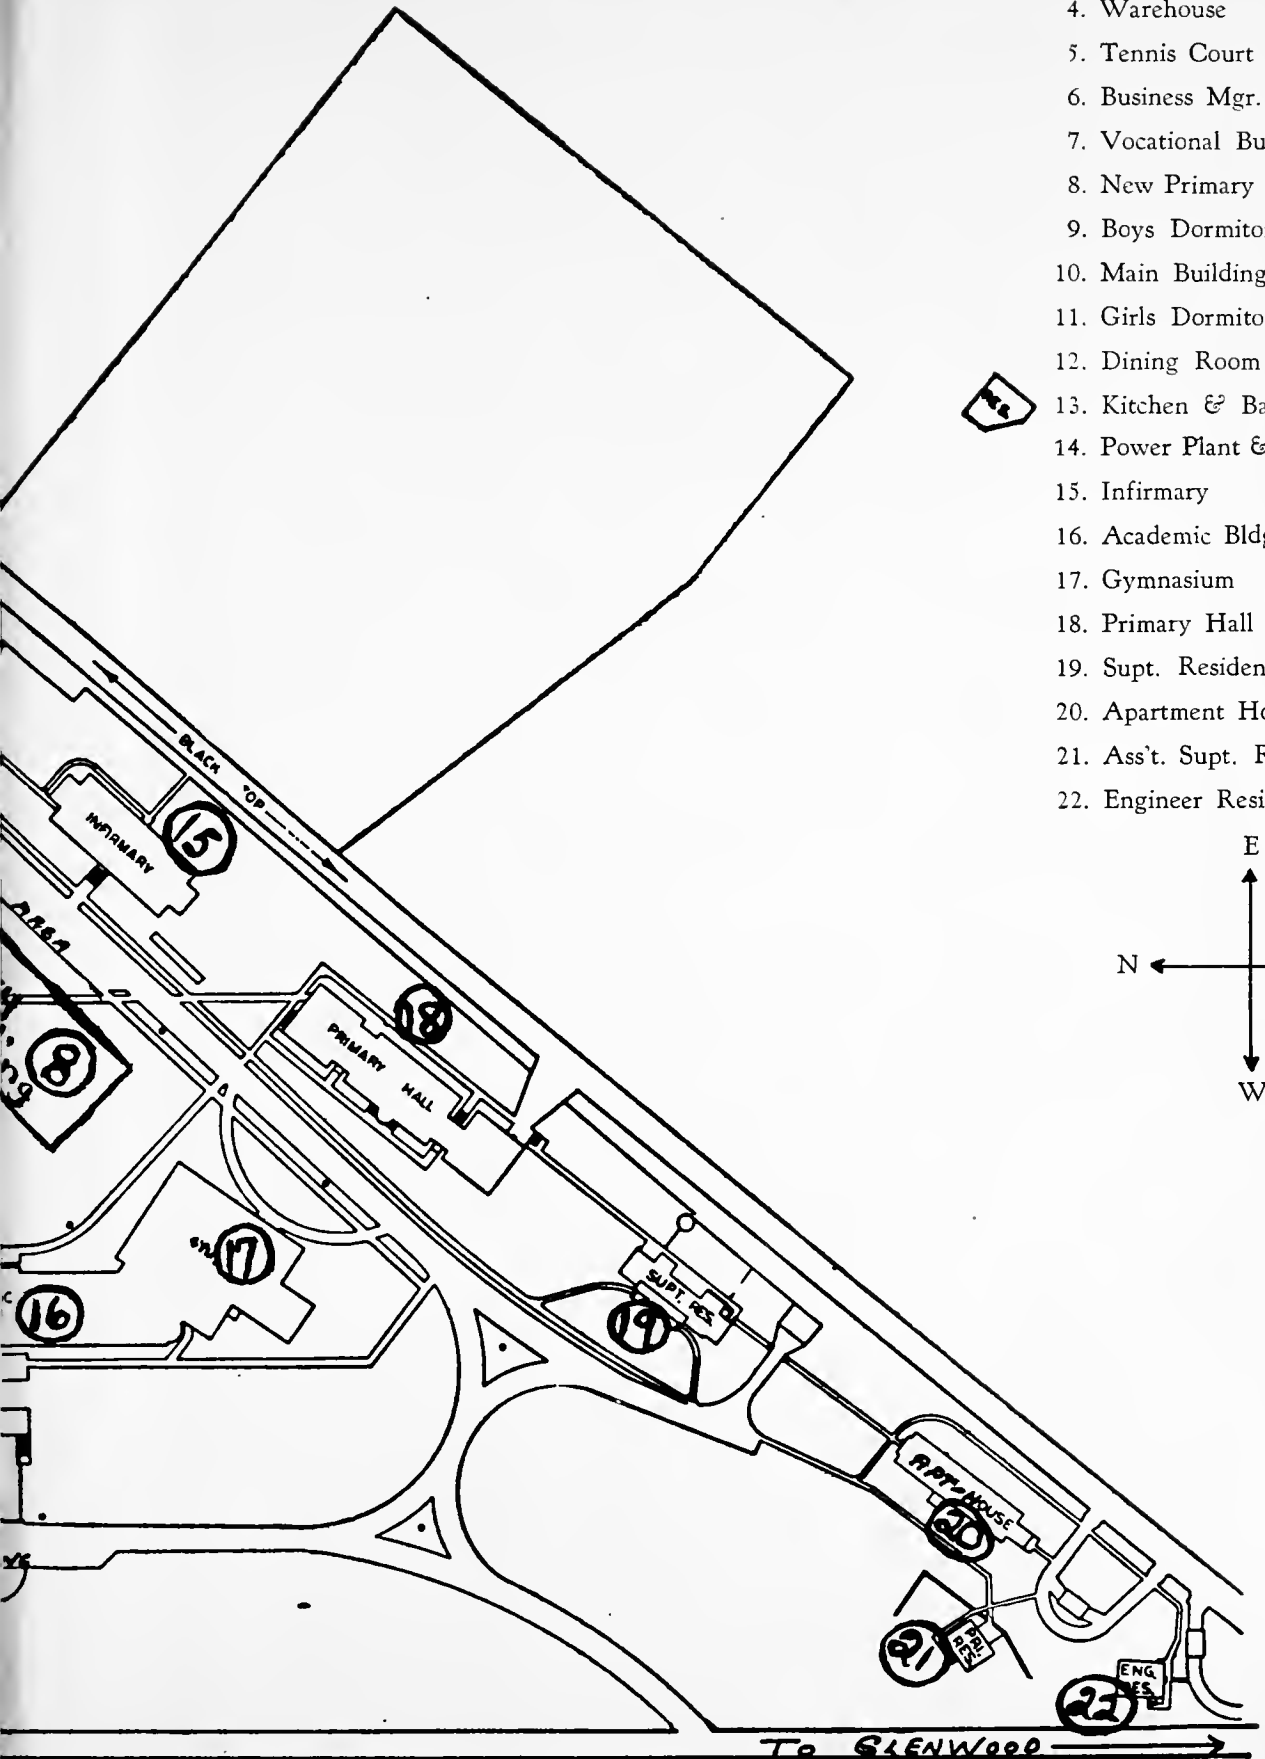 4. Warehouse
5. Tennis Court
6. Business Mgr.
7. Vocational Bu
8. New Primary
9. Boys Dormito
10. Main Building
11. Girls Dormito
12. Dining Room
13. Kitchen & Ba
14. Power Plant &
15. Infirmary
16. Academic Bldg
17. Gymnasium
18. Primary Hall
19. Supt. Residen
20. Apartment Ho
21. Ass't. Supt. R
22. Engineer Resi
E
N
W
RES.
BLACK TOP
INFIRMARY
15
AREA
8
18
PRIMARY HALL
17
16
SUPT. RES.
19
APT-HOUSE
20
21
PRI.
RES.
ENG.
RES.
22
TO GLENWOOD